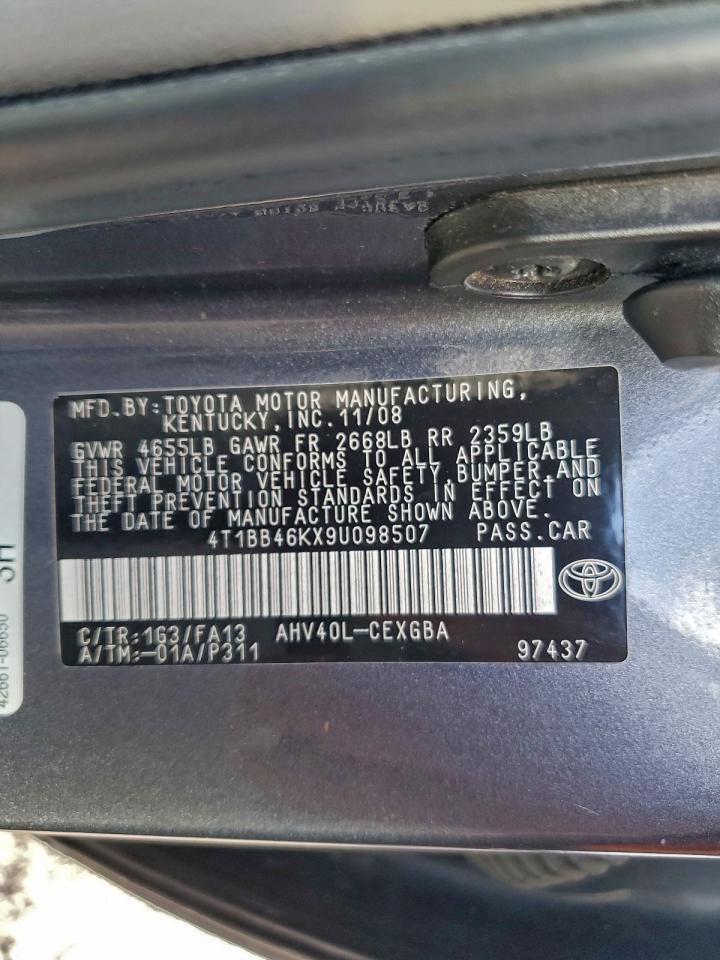 MFD. BY: TOYOTA MOTOR MANUFACTURING,
KENTUCKY, INC. 11/08
GVWR 4655LB GAWR FR 2668LB RR 2359LB
THIS VEHICLE CONFORMS TO ALL APPLICABLE
FEDERAL MOTOR VEHICLE SAFETY, BUMPER, AND
THEFT PREVENTION STANDARDS IN EFFECT ON
THE DATE OF MANUFACTURE SHOWN ABOVE.
4T1BB46KX9U098507 PASS.CAR
C/TR:1G3/FA13 AHV40L-CEXGBA
A/TM:-01A/P311 97437
42661-06650